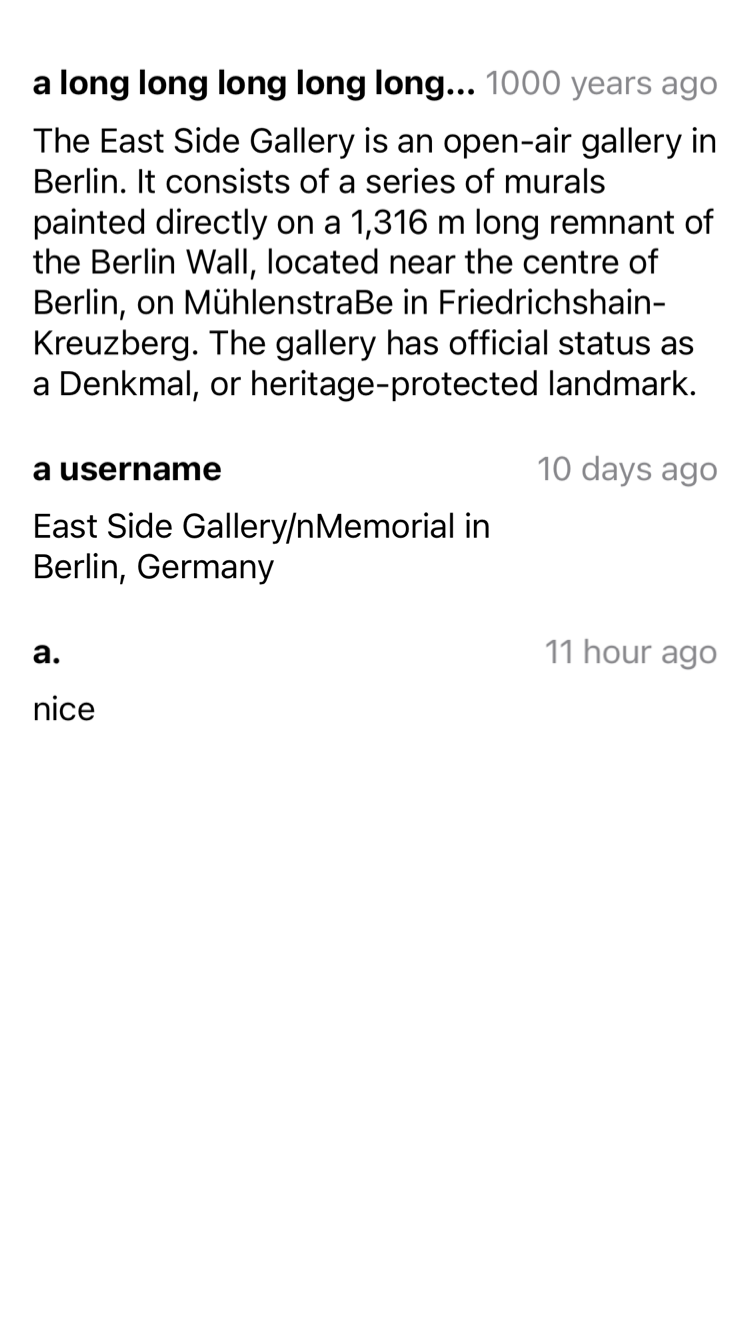 a long long long long long... 1000 years ago
The East Side Gallery is an open-air gallery in
Berlin. It consists of a series of murals
painted directly on a 1,316 m long remnant of
the Berlin Wall, located near the centre of
Berlin, on MühlenstraBe in Friedrichshain-
Kreuzberg. The gallery has official status as
a Denkmal, or heritage-protected landmark.
a username 10 days ago
East Side Gallery/nMemorial in
Berlin, Germany
a. 11 hour ago
nice